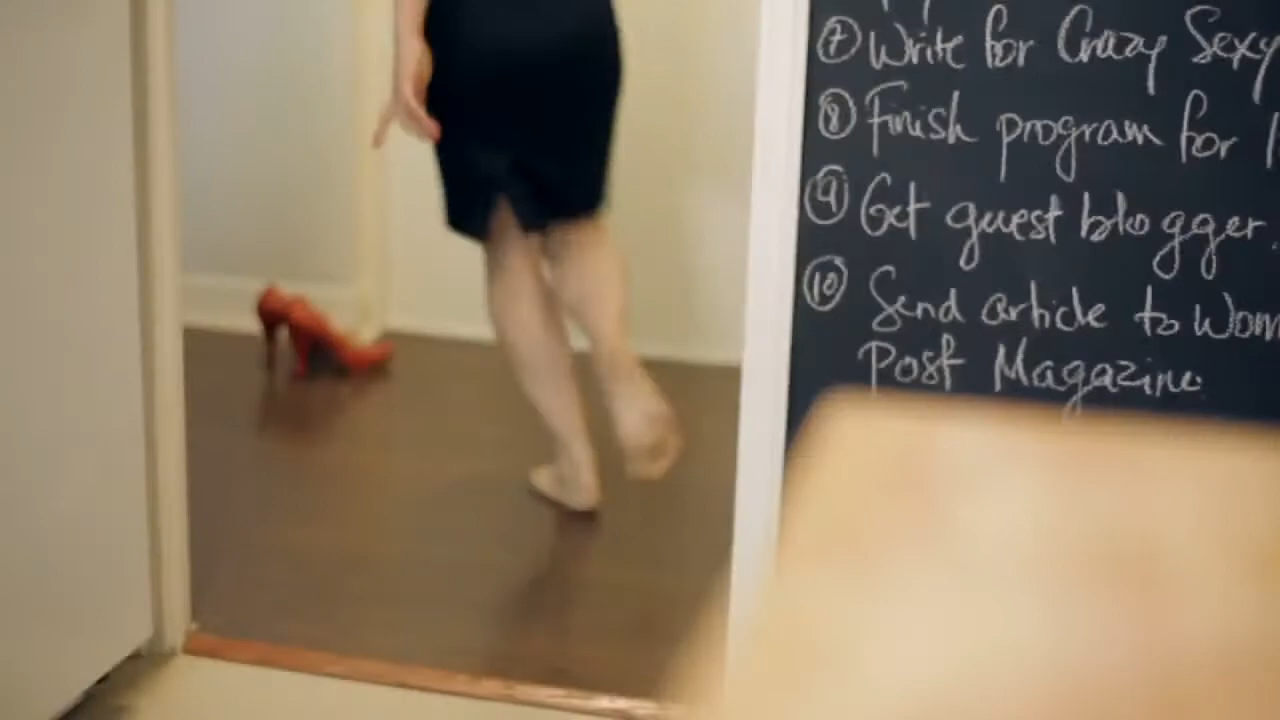 ⑦ Write for Crazy Sexy
⑧ Finish program for
⑨ Get guest blogger.
⑩ Send article to Wom
Post Magazine